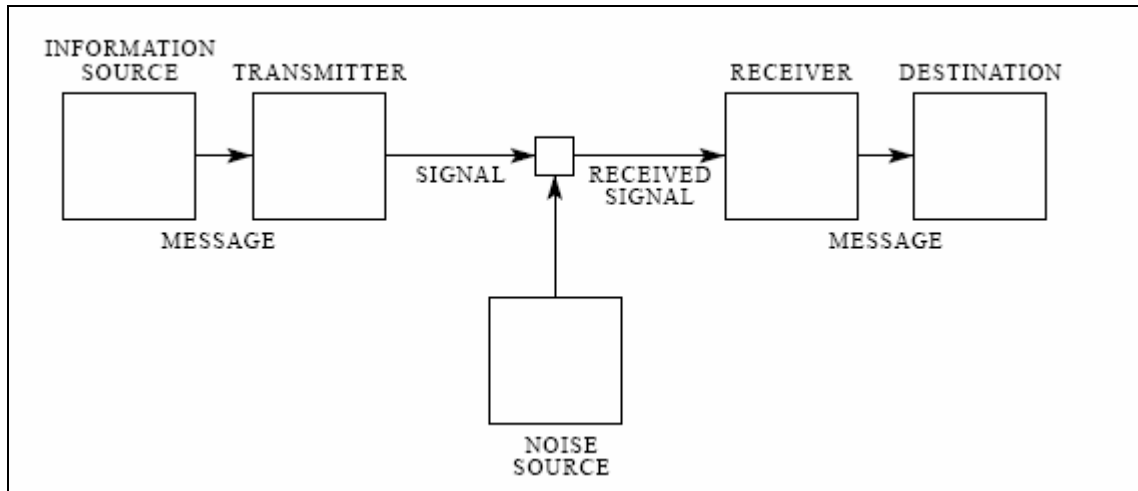 INFORMATION
SOURCE
TRANSMITTER
RECEIVER
DESTINATION
SIGNAL
RECEIVED
SIGNAL
MESSAGE
MESSAGE
NOISE
SOURCE